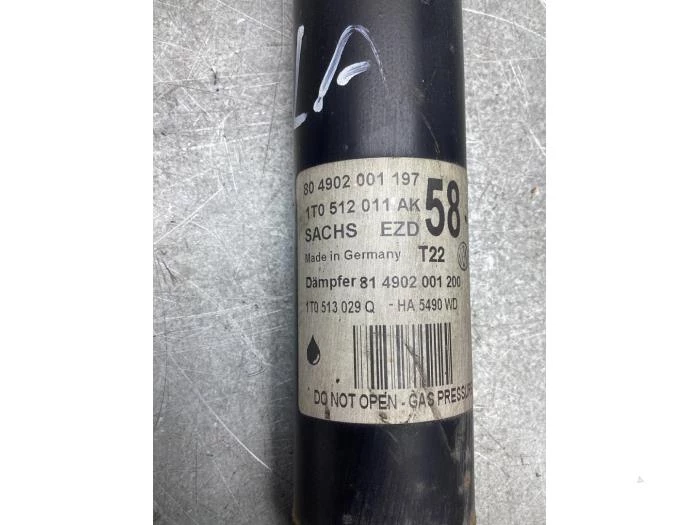 LA
80 4902 001 197
1T0 512 011 AK 58
SACHS EZD
Made in Germany T22
Dämpfer 81 4902 001 200
1T0 513 029 Q - HA 5490 WD
DO NOT OPEN - GAS PRESSUR